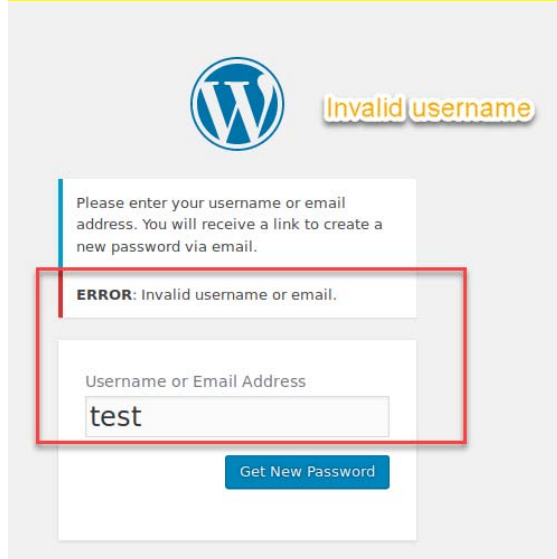 Invalid username
Please enter your username or email
address. You will receive a link to create a
new password via email.
ERROR: Invalid username or email.
Username or Email Address
test
Get New Password